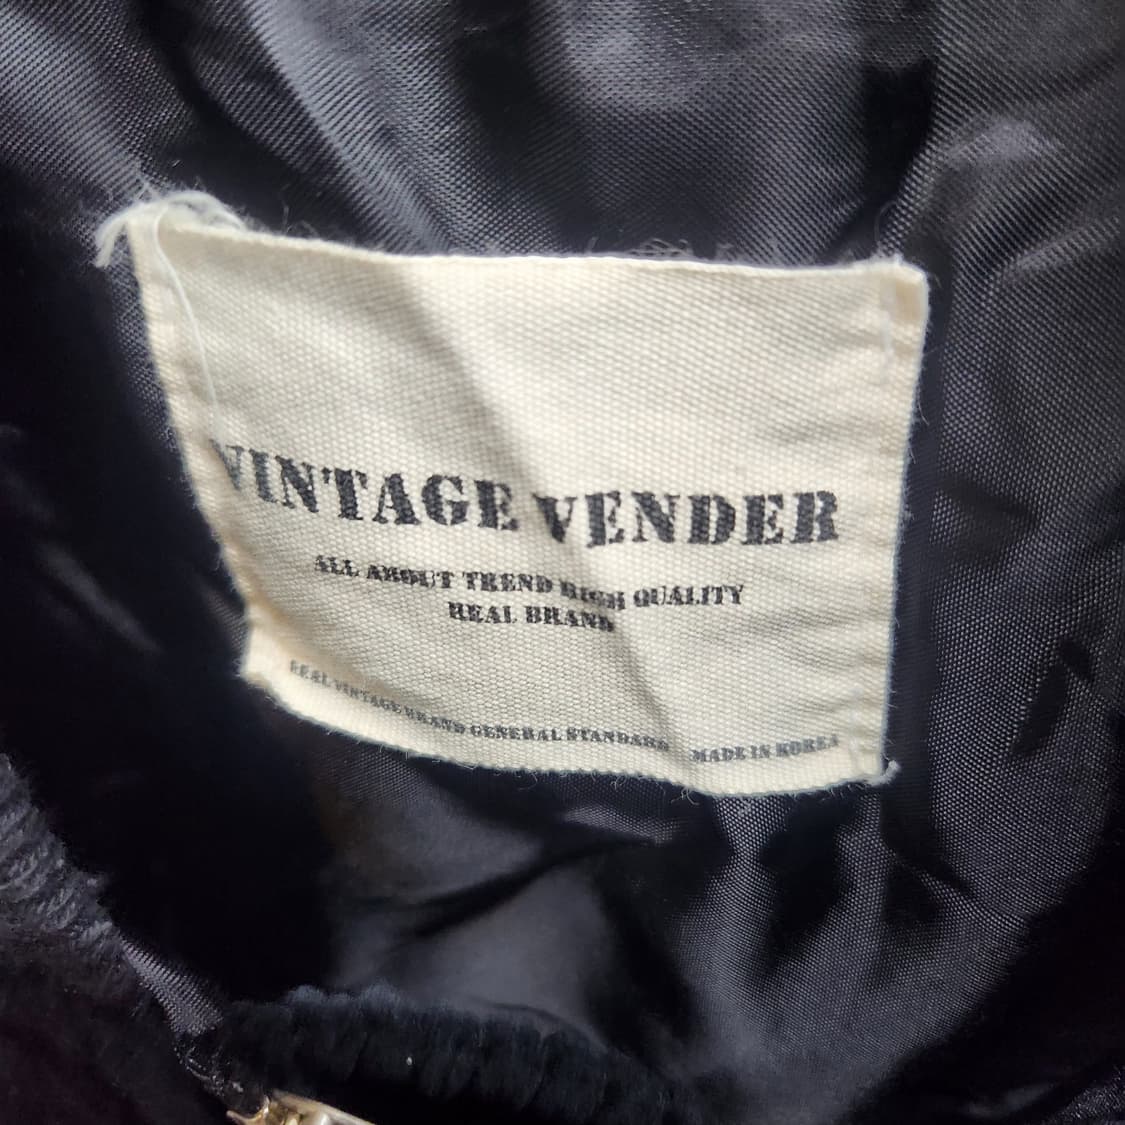 VINTAGE VENDER
ALL ABOUT TREND HIGH QUALITY
REAL BRAND
REAL VINTAGE BRAND GENERAL STANDARD MADE IN KOREA